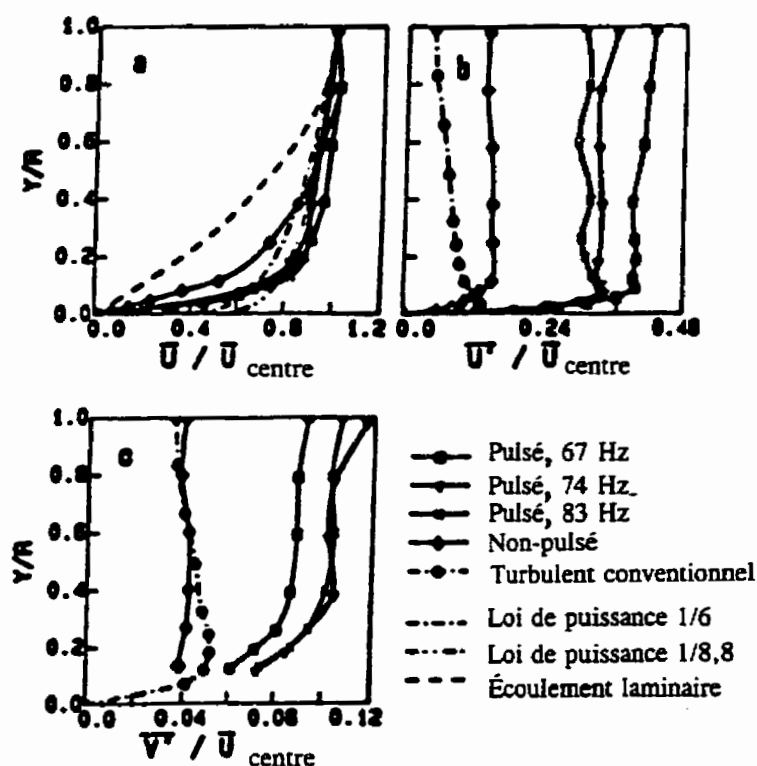 a
b
1.0
0.8
0.6
0.4
0.2
0.0
Y/R
0.0 0.4 0.8 1.2
0.0 0.24 0.48
U̅ / U̅ centre
U̅' / U̅ centre
c
1.0
0.8
0.6
0.4
0.2
0.0
Y/R
0.0 0.04 0.08 0.12
V̅' / U̅ centre
Pulsé, 67 Hz
Pulsé, 74 Hz
Pulsé, 83 Hz
Non-pulsé
Turbulent conventionnel
Loi de puissance 1/6
Loi de puissance 1/8,8
Écoulement laminaire